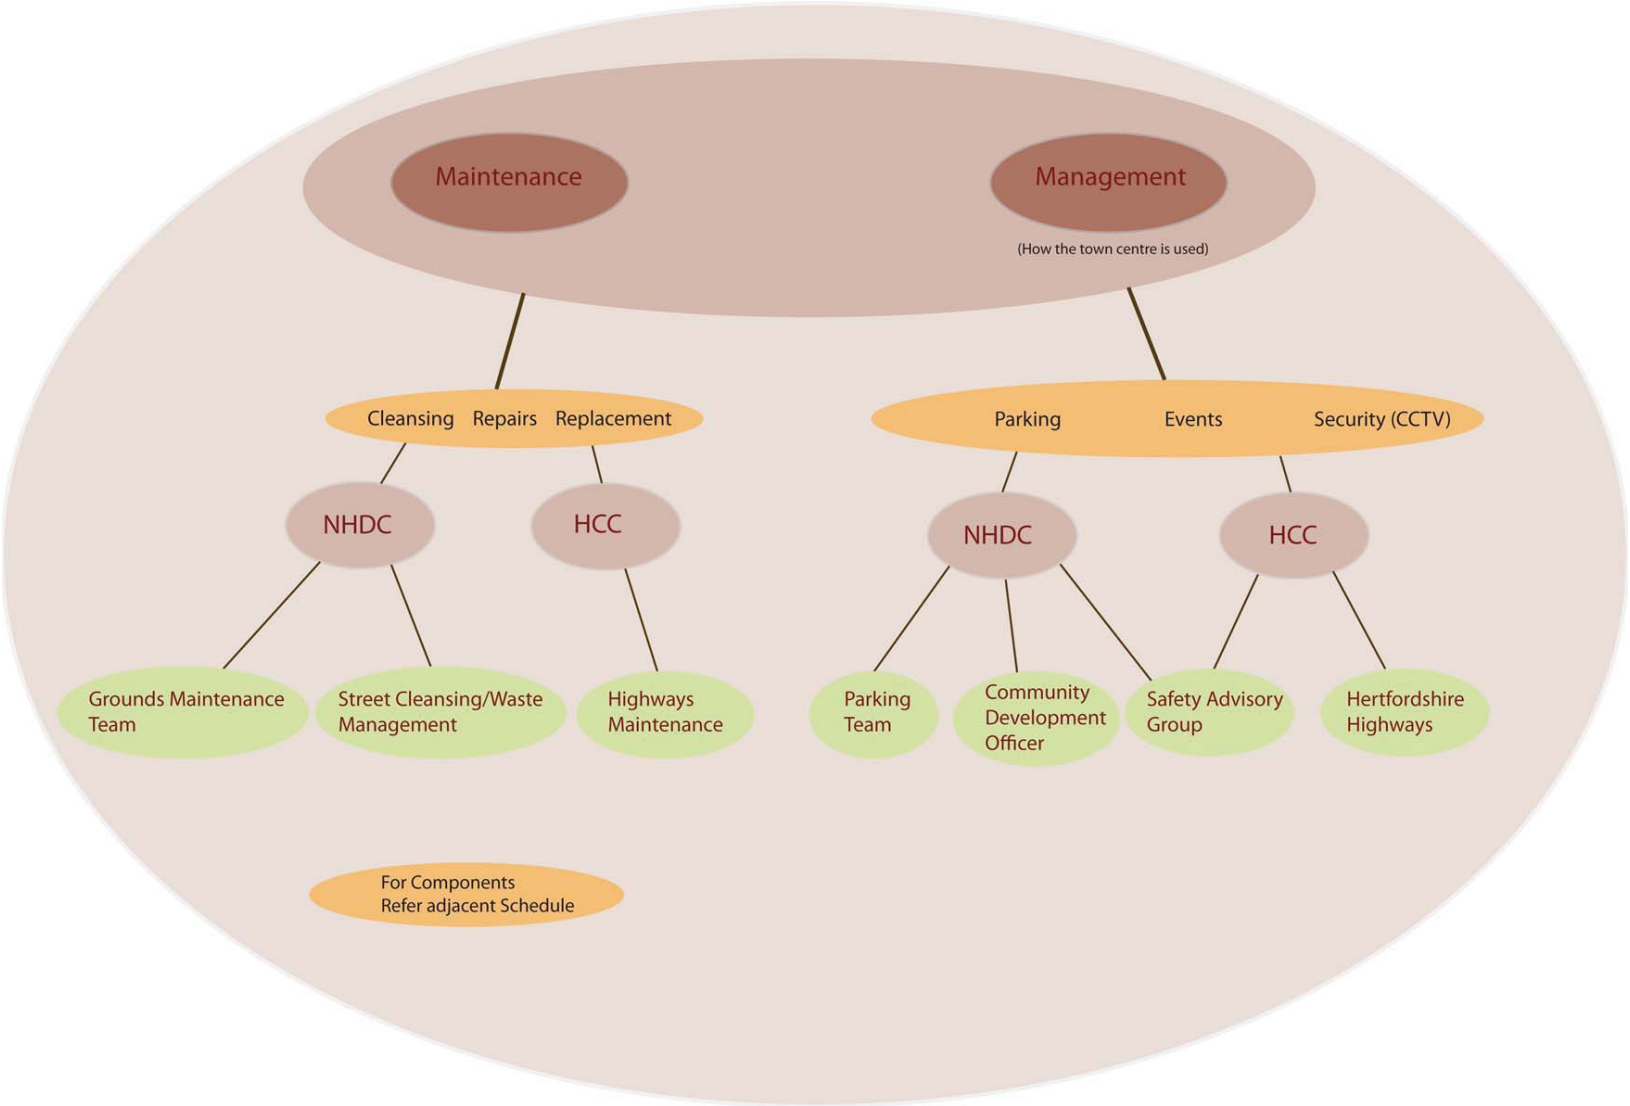 Maintenance
Management
(How the town centre is used)
Cleansing Repairs Replacement
Parking Events Security (CCTV)
NHDC
HCC
NHDC
HCC
Grounds Maintenance
Team
Street Cleansing/Waste
Management
Highways
Maintenance
Parking
Team
Community
Development
Officer
Safety Advisory
Group
Hertfordshire
Highways
For Components
Refer adjacent Schedule